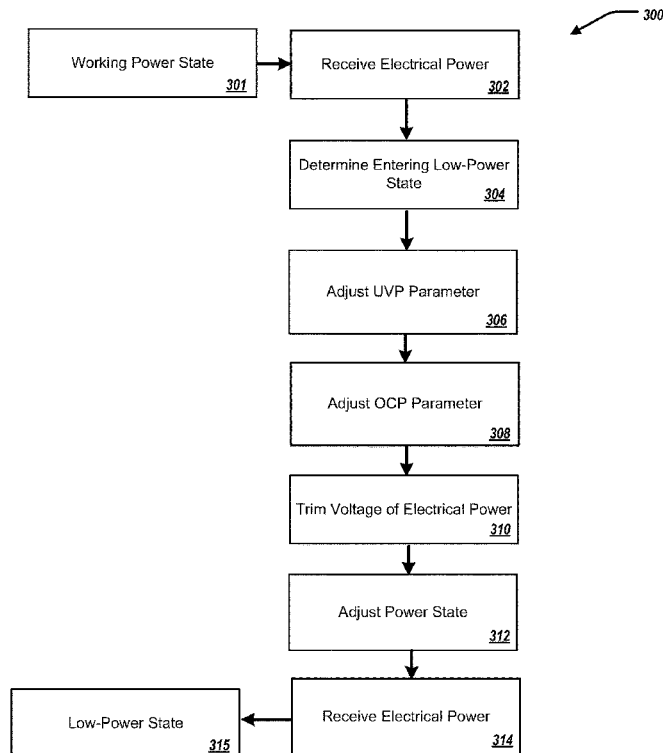 300
Working Power State
301
Receive Electrical Power
302
Determine Entering Low-Power
State
304
Adjust UVP Parameter
306
Adjust OCP Parameter
308
Trim Voltage of Electrical Power
310
Adjust Power State
312
Receive Electrical Power
314
Low-Power State
315